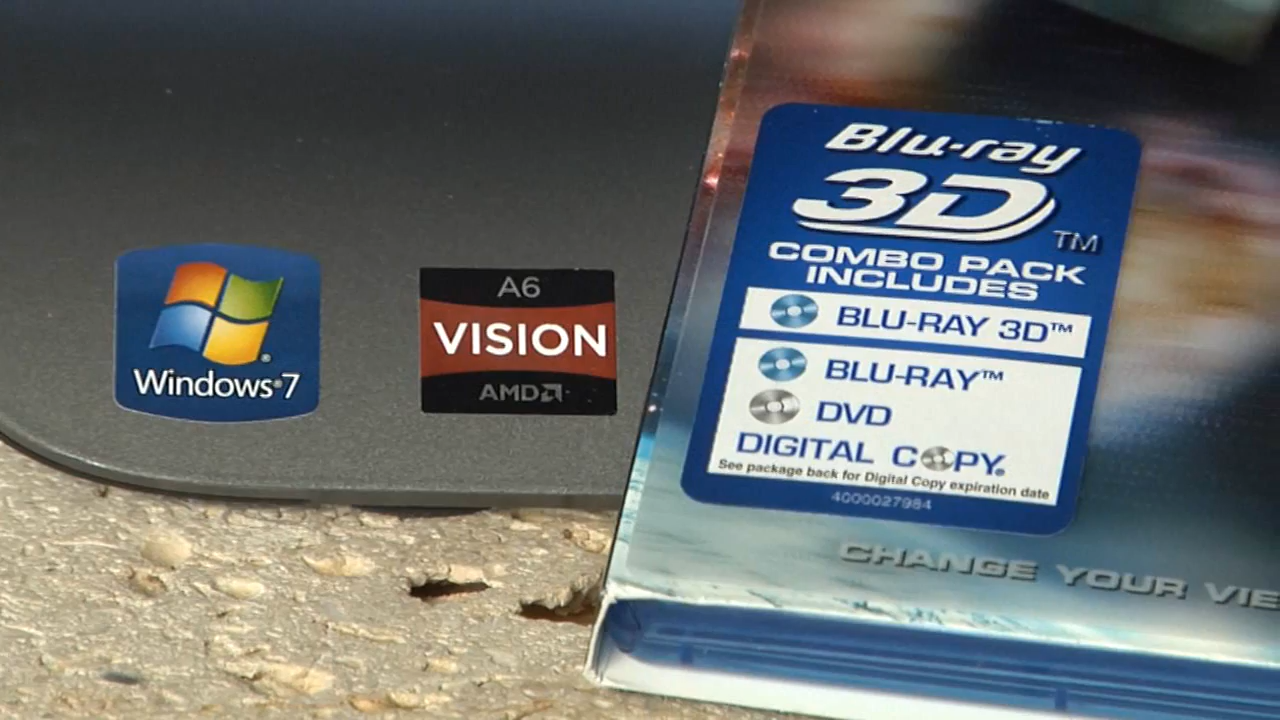 Windows®7
A6
VISION
AMD
Blu-ray
3D™
COMBO PACK
INCLUDES
BLU-RAY 3D™
BLU-RAY™
DVD
DIGITAL COPY®
See package back for Digital Copy expiration date
4000027984
CHANGE YOUR VIE